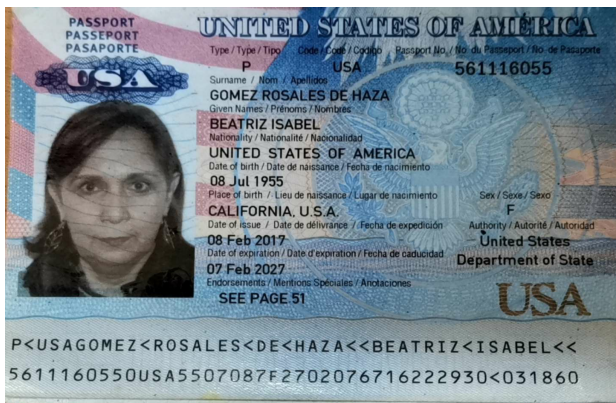 PASSPORT
PASSEPORT
PASAPORTE
USA
UNITED STATES OF AMERICA
Type / Type / Tipo Code / Code / Codigo Passport No. / No. du Passeport / No. de Pasaporte
P USA 561116055
Surname / Nom / Apellidos
GOMEZ ROSALES DE HAZA
Given Names / Prénoms / Nombres
BEATRIZ ISABEL
Nationality / Nationalité / Nacionalidad
UNITED STATES OF AMERICA
Date of birth / Date de naissance / Fecha de nacimiento
08 Jul 1955
Place of birth / Lieu de naissance / Lugar de nacimiento Sex / Sexe / Sexo
CALIFORNIA, U.S.A. F
Date of issue / Date de délivrance / Fecha de expedición Authority / Autorité / Autoridad
08 Feb 2017 United States
Date of expiration / Date d'expiration / Fecha de caducidad Department of State
07 Feb 2027
Endorsements / Mentions Spéciales / Anotaciones
SEE PAGE 51
USA
P<USAGOMEZ<ROSALES<DE<HAZA<<BEATRIZ<ISABEL<<
5611160550USA5507087F2702076716222930<031860